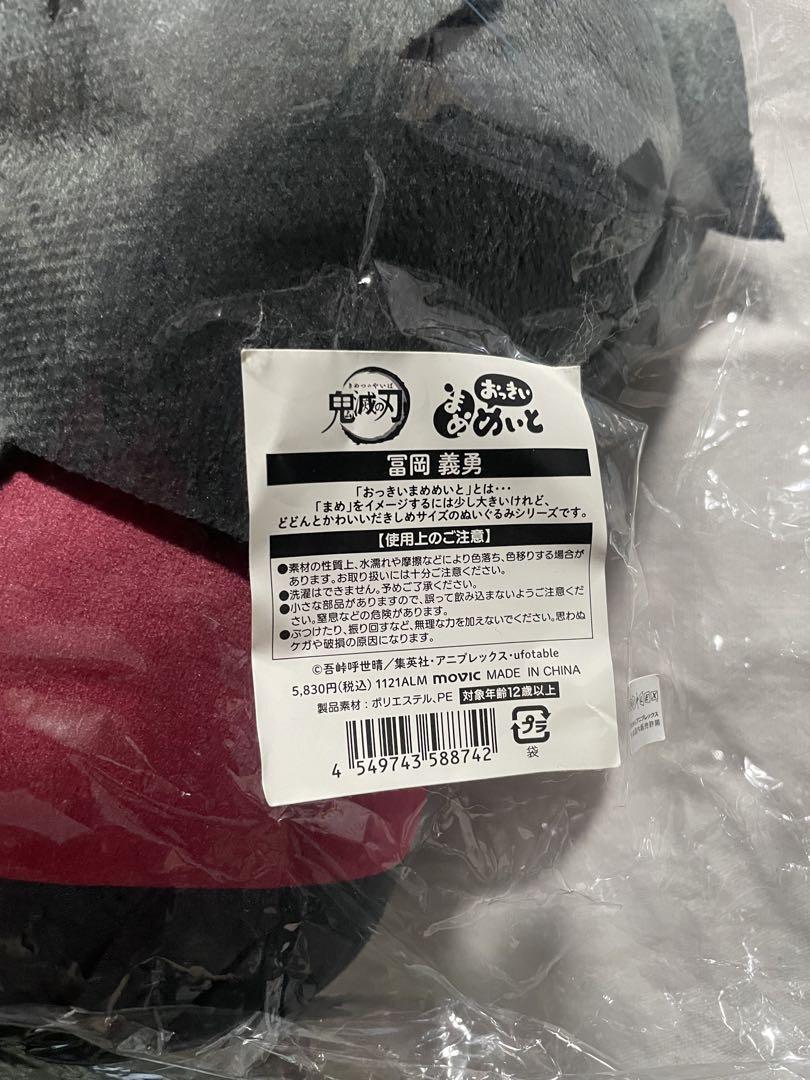 きめつのやいば
鬼滅の刃
おっきい
まめめいと
冨岡 義勇
「おっきいまめめいと」とは・・・
「まめ」をイメージするには少し大きいけれど、
どどんとかわいいだきしめサイズのぬいぐるみシリーズです。
【使用上のご注意】
●素材の性質上、水濡れや摩擦などにより色落ち、色移りする場合が
あります。お取り扱いには十分ご注意ください。
●洗濯はできません。予めご了承ください。
●小さな部品がありますので、誤って飲み込まないようご注意くだ
さい。窒息などの危険があります。
●ぶつけたり、振り回すなど、無理な力を加えないでください。思わぬ
ケガや破損の原因になります。
©吾峠呼世晴／集英社・アニプレックス・ufotable
5,830円(税込) 1121ALM movic MADE IN CHINA
製品素材：ポリエステル、PE 対象年齢12歳以上
プラ
袋
4 549743 588742